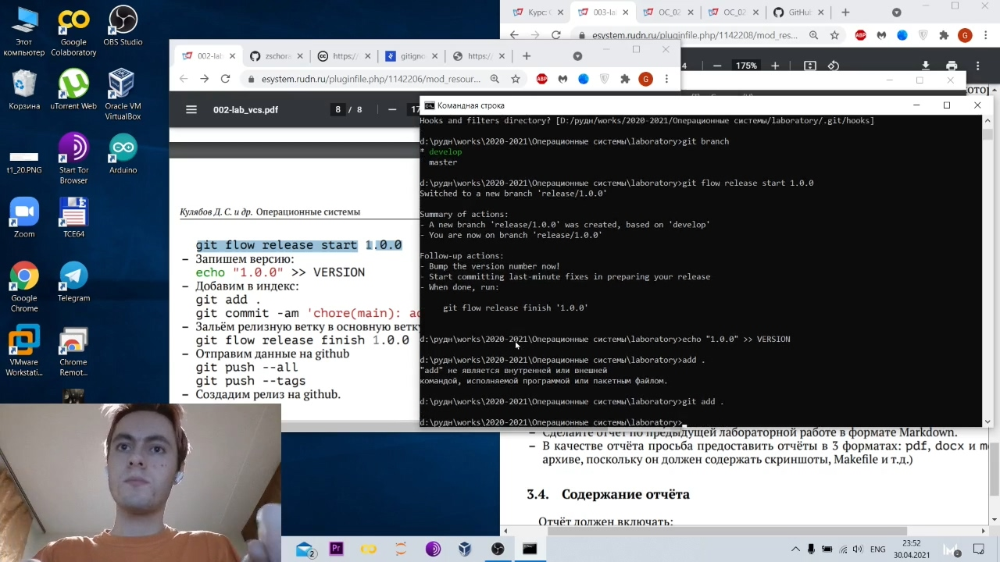 Этот компьютер
Google Colaboratory
OBS Studio
Корзина
uTorrent Web
Oracle VM VirtualBox
t1_20.PNG
Start Tor Browser
Arduino
Zoom
TCE64
Google Chrome
Telegram
VMware Workstati...
Chrome Remot...
Курс
003-l
OC_02
OC_02
GitHu
h.rudn.ru/pluginfile.php/1142208/mod_res...
4
175%
002-lab
zschora
https://
gitigno
https:/
esystem.rudn.ru/pluginfile.php/1142206/mod_resour...
002-lab_vcs.pdf
8 / 8
17
Кулябов Д. С. и др. Операционные системы
git flow release start 1.0.0
– Запишем версию:
echo "1.0.0" >> VERSION
– Добавим в индекс:
git add .
git commit -am 'chore(main): ad
– Зальём релизную ветку в основную ветку
git flow release finish 1.0.0
– Отправим данные на github
git push --all
git push --tags
– Создадим релиз на github.
Командная строка
Hooks and filters directory? [D:/рудн/works/2020-2021/Операционные системы/laboratory/.git/hooks]
d:\рудн\works\2020-2021\Операционные системы\laboratory>git branch
* develop
master
d:\рудн\works\2020-2021\Операционные системы\laboratory>git flow release start 1.0.0
Switched to a new branch 'release/1.0.0'
Summary of actions:
- A new branch 'release/1.0.0' was created, based on 'develop'
- You are now on branch 'release/1.0.0'
Follow-up actions:
- Bump the version number now!
- Start committing last-minute fixes in preparing your release
- When done, run:
git flow release finish '1.0.0'
d:\рудн\works\2020-2021\Операционные системы\laboratory>echo "1.0.0" >> VERSION
d:\рудн\works\2020-2021\Операционные системы\laboratory>add .
"add" не является внутренней или внешней
командой, исполняемой программой или пакетным файлом.
d:\рудн\works\2020-2021\Операционные системы\laboratory>git add .
d:\рудн\works\2020-2021\Операционные системы\laboratory>
– Сделайте отчёт по предыдущей лабораторной работе в формате Markdown.
– В качестве отчёта просьба предоставить отчёты в 3 форматах: pdf, docx и m
архиве, поскольку он должен содержать скриншоты, Makefile и т.д.)
3.4. Содержание отчёта
Отчёт должен включать:
ENG
23:52
30.04.2021